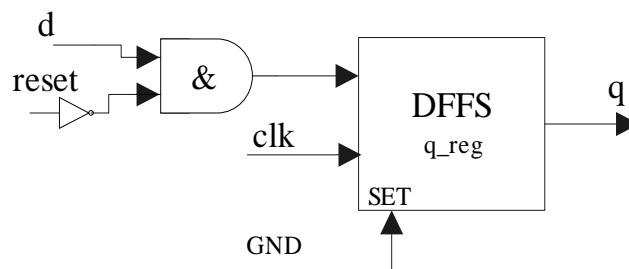 d
reset
&
clk
DFFS
q_reg
SET
q
GND